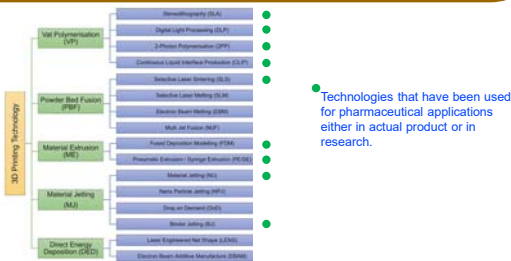 3D Printing Technology
Vat Polymerisation
(VP)
Stereolithography (SLA)
Digital Light Processing (DLP)
2-Photon Polymerisation (2PP)
Continuous Liquid Interface Production (CLIP)
Powder Bed Fusion
(PBF)
Selective Laser Sintering (SLS)
Selective Laser Melting (SLM)
Electron Beam Melting (EBM)
Multi Jet Fusion (MJF)
Material Extrusion
(ME)
Fused Deposition Modelling (FDM)
Pneumatic Extrusion / Syringe Extrusion (PE/SE)
Material Jetting
(MJ)
Material Jetting (MJ)
Nano Particle Jetting (NPJ)
Drop on Demand (DoD)
Binder Jetting (BJ)
Direct Energy
Deposition (DED)
Laser Engineered Net Shape (LENS)
Electron Beam Additive Manufacture (EBAM)
Technologies that have been used
for pharmaceutical applications
either in actual product or in
research.